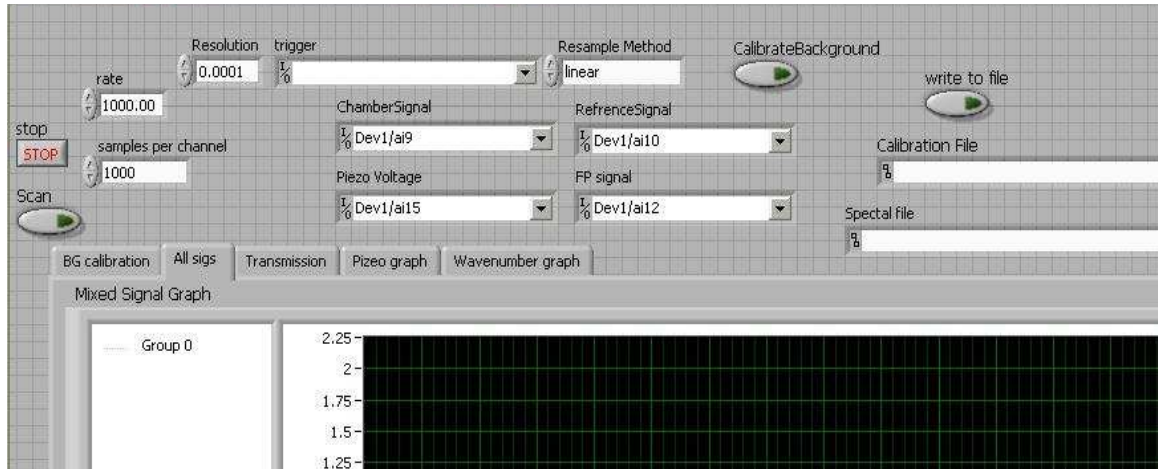 Resolution
trigger
Resample Method
CalibrateBackground
0.0001
linear
rate
write to file
1000.00
ChamberSignal
RefrenceSignal
stop
Dev1/ai9
Dev1/ai10
Calibration File
STOP
samples per channel
1000
Piezo Voltage
FP signal
Scan
Dev1/ai15
Dev1/ai12
Spectal file
BG calibration
All sigs
Transmission
Pizeo graph
Wavenumber graph
Mixed Signal Graph
Group 0
2.25
2
1.75
1.5
1.25